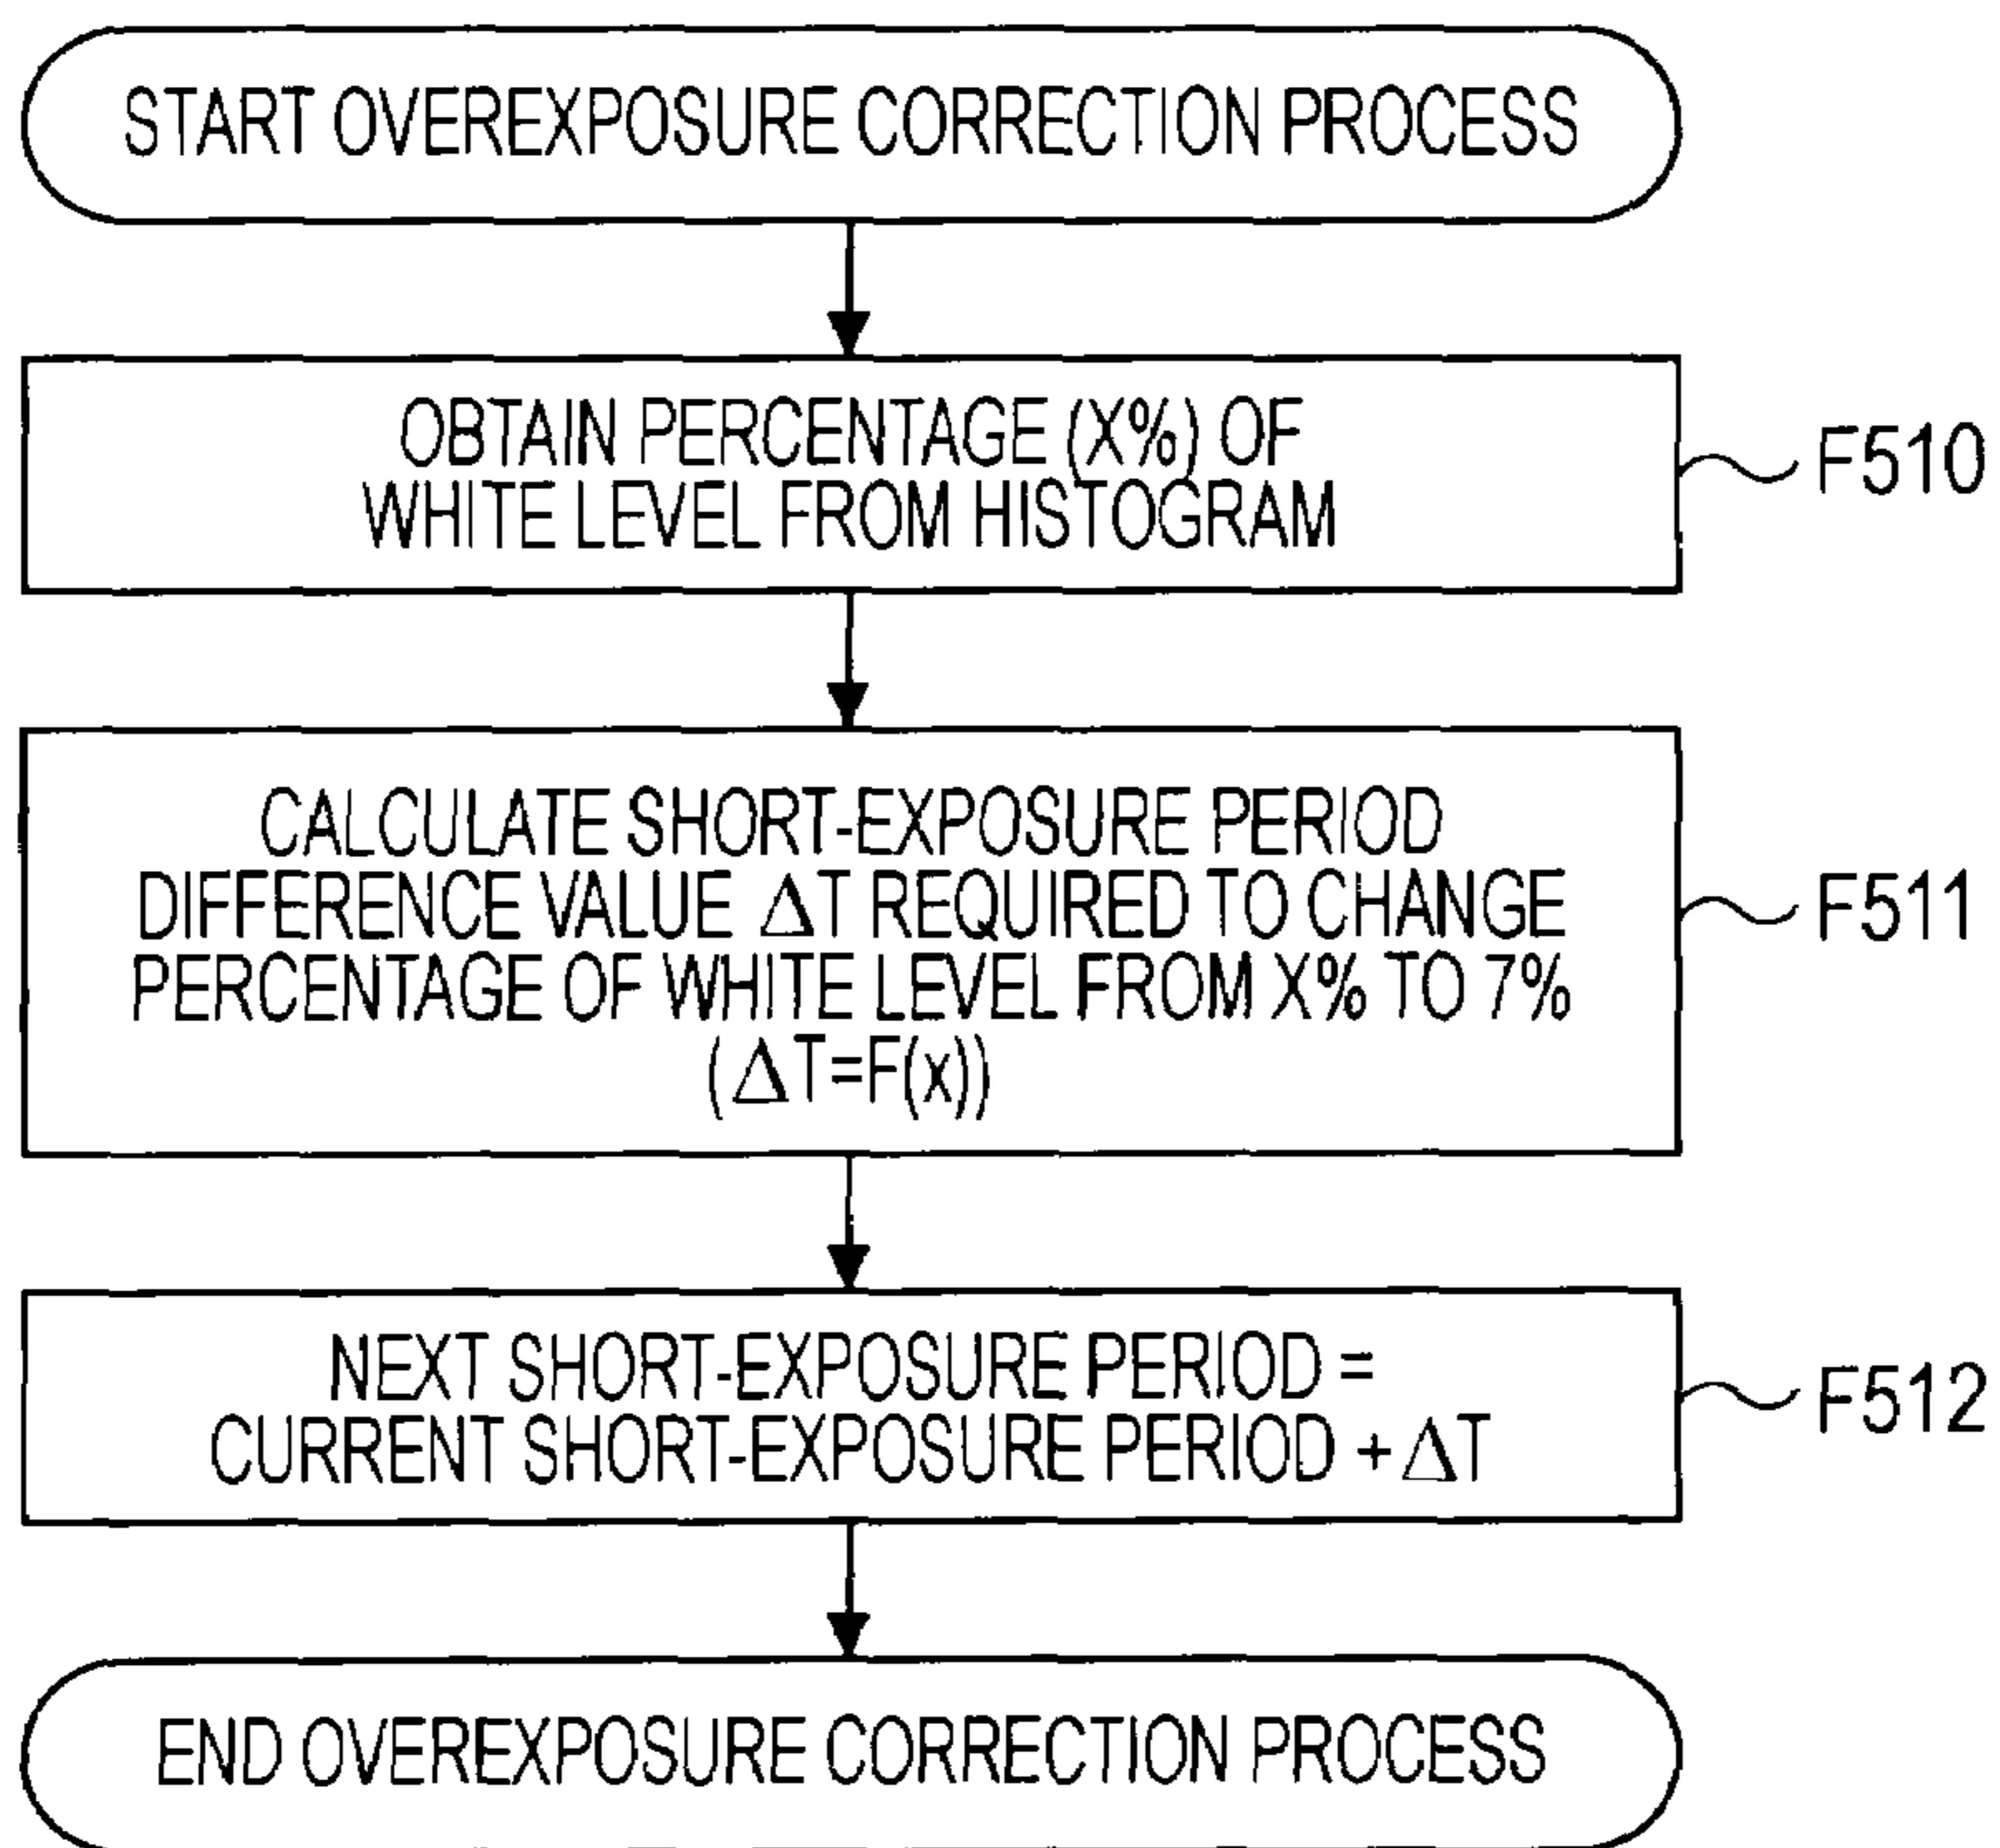 START OVEREXPOSURE CORRECTION PROCESS
OBTAIN PERCENTAGE (X%) OF
WHITE LEVEL FROM HISTOGRAM
F510
CALCULATE SHORT-EXPOSURE PERIOD
DIFFERENCE VALUE ΔT REQUIRED TO CHANGE
PERCENTAGE OF WHITE LEVEL FROM X% TO 7%
(ΔT=F(x))
F511
NEXT SHORT-EXPOSURE PERIOD =
CURRENT SHORT-EXPOSURE PERIOD +ΔT
F512
END OVEREXPOSURE CORRECTION PROCESS